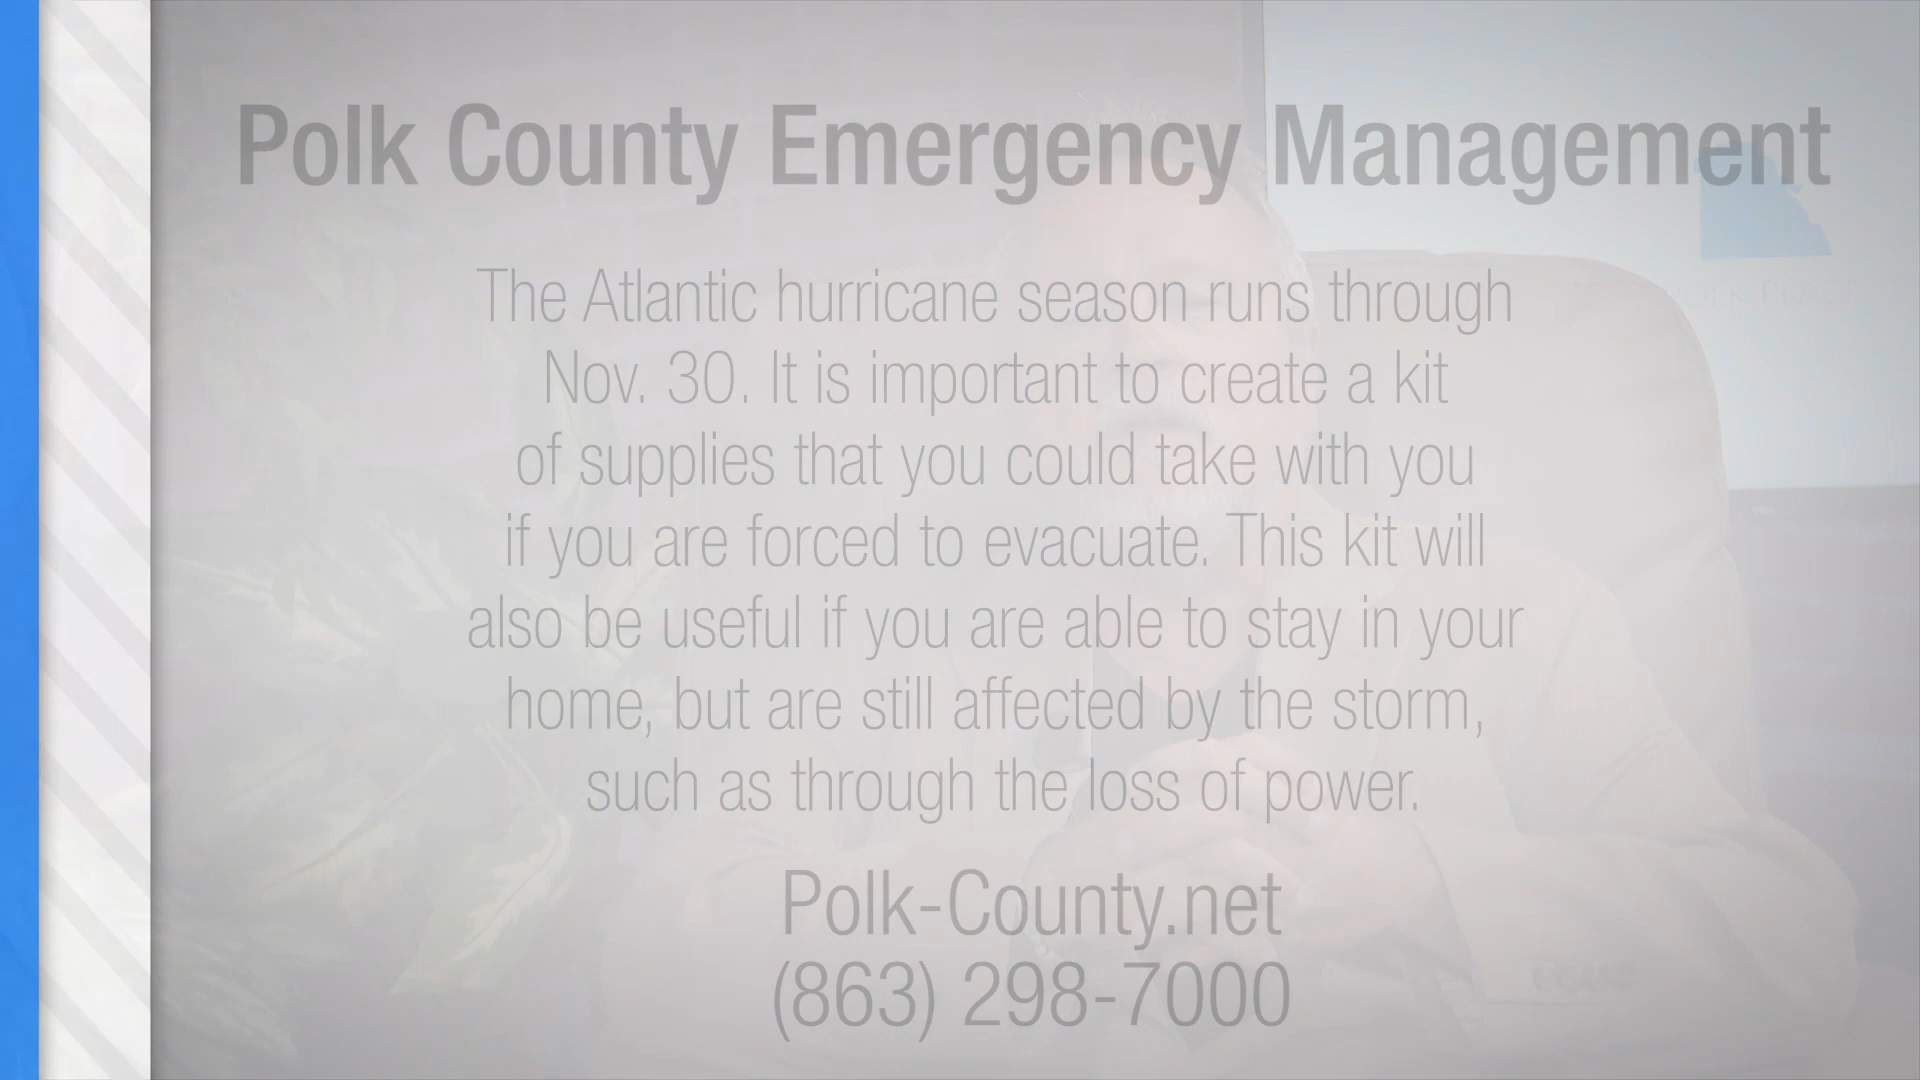 Polk County Emergency Management
The Atlantic hurricane season runs through
Nov. 30. It is important to create a kit
of supplies that you could take with you
if you are forced to evacuate. This kit will
also be useful if you are able to stay in your
home, but are still affected by the storm,
such as through the loss of power.
Polk-County.net
(863) 298-7000